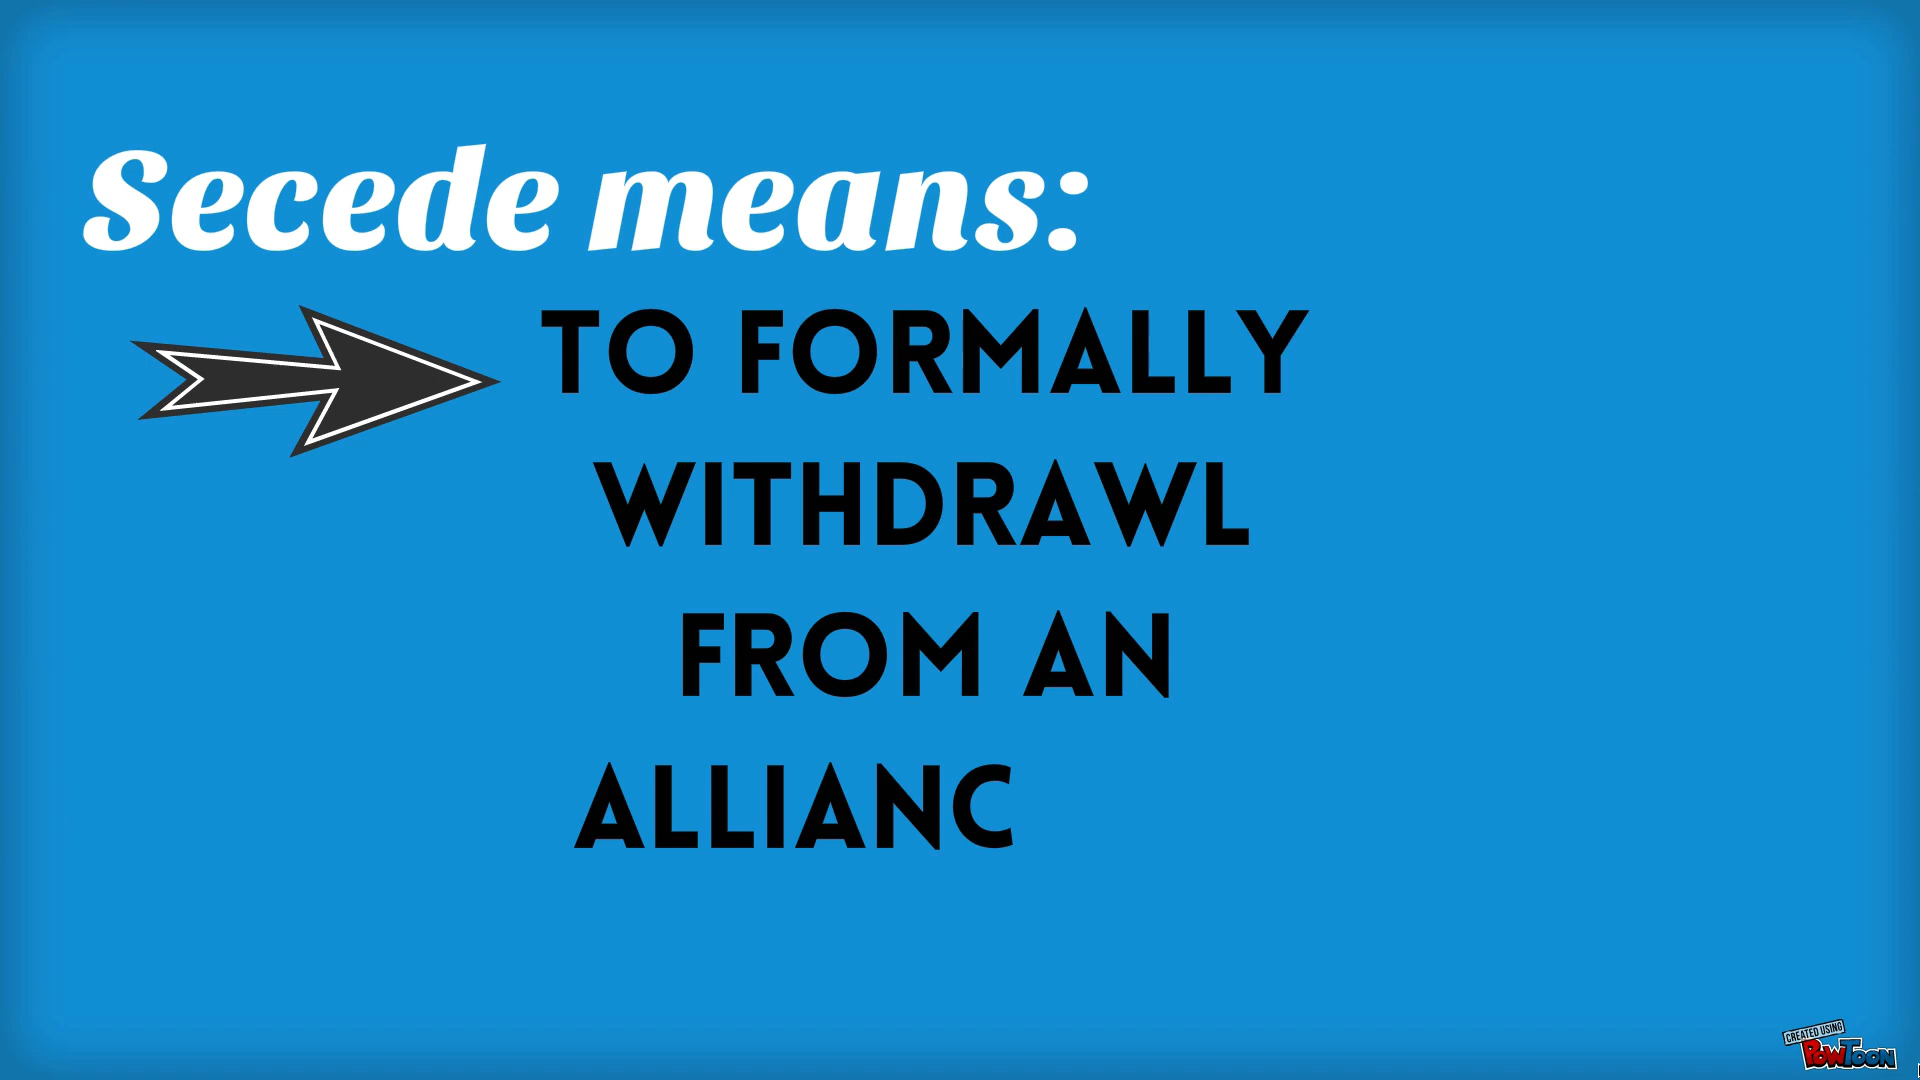 Secede means:
TO FORMALLY
WITHDRAWL
FROM AN
ALLIANC
CREATED USING
POWTOON